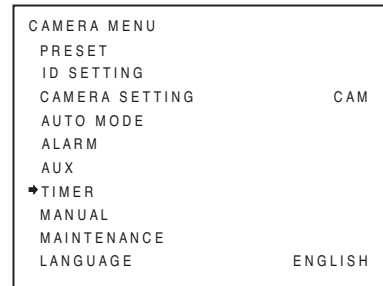 CAMERA MENU
PRESET
ID SETTING
CAMERA SETTING CAM
AUTO MODE
ALARM
AUX
➡TIMER
MANUAL
MAINTENANCE
LANGUAGE ENGLISH